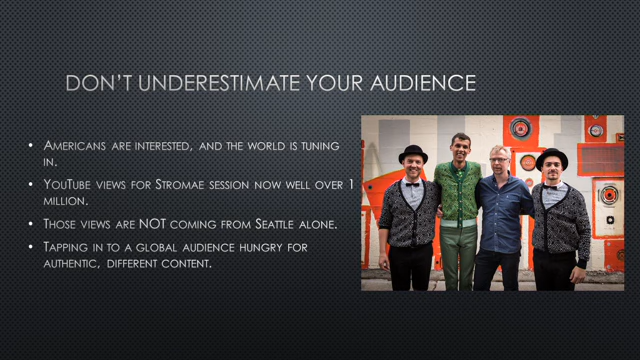 DON'T UNDERESTIMATE YOUR AUDIENCE
• AMERICANS ARE INTERESTED, AND THE WORLD IS TUNING
IN.
• YOUTUBE VIEWS FOR STROMAE SESSION NOW WELL OVER 1
MILLION.
• THOSE VIEWS ARE NOT COMING FROM SEATTLE ALONE.
• TAPPING IN TO A GLOBAL AUDIENCE HUNGRY FOR
AUTHENTIC, DIFFERENT CONTENT.